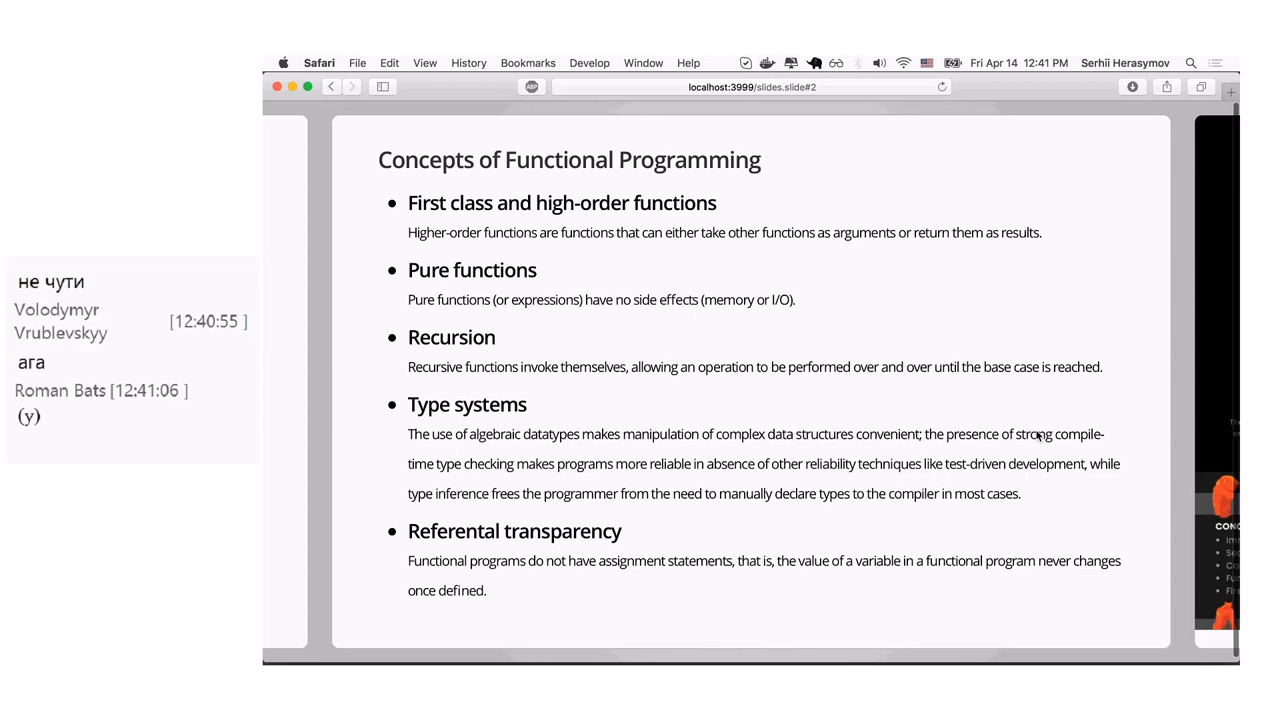 Safari File Edit View History Bookmarks Develop Window Help Fri Apr 14 12:41 PM Serhii Herasymov
ABP localhost:3999/slides.slide#2
Concepts of Functional Programming
• First class and high-order functions
Higher-order functions are functions that can either take other functions as arguments or return them as results.
• Pure functions
Pure functions (or expressions) have no side effects (memory or I/O).
• Recursion
Recursive functions invoke themselves, allowing an operation to be performed over and over until the base case is reached.
• Type systems
The use of algebraic datatypes makes manipulation of complex data structures convenient; the presence of strong compile-
time type checking makes programs more reliable in absence of other reliability techniques like test-driven development, while
type inference frees the programmer from the need to manually declare types to the compiler in most cases.
• Referental transparency
Functional programs do not have assignment statements, that is, the value of a variable in a functional program never changes
once defined.
не чути
Volodymyr
Vrublevskyy [12:40:55 ]
ага
Roman Bats [12:41:06 ]
(y)